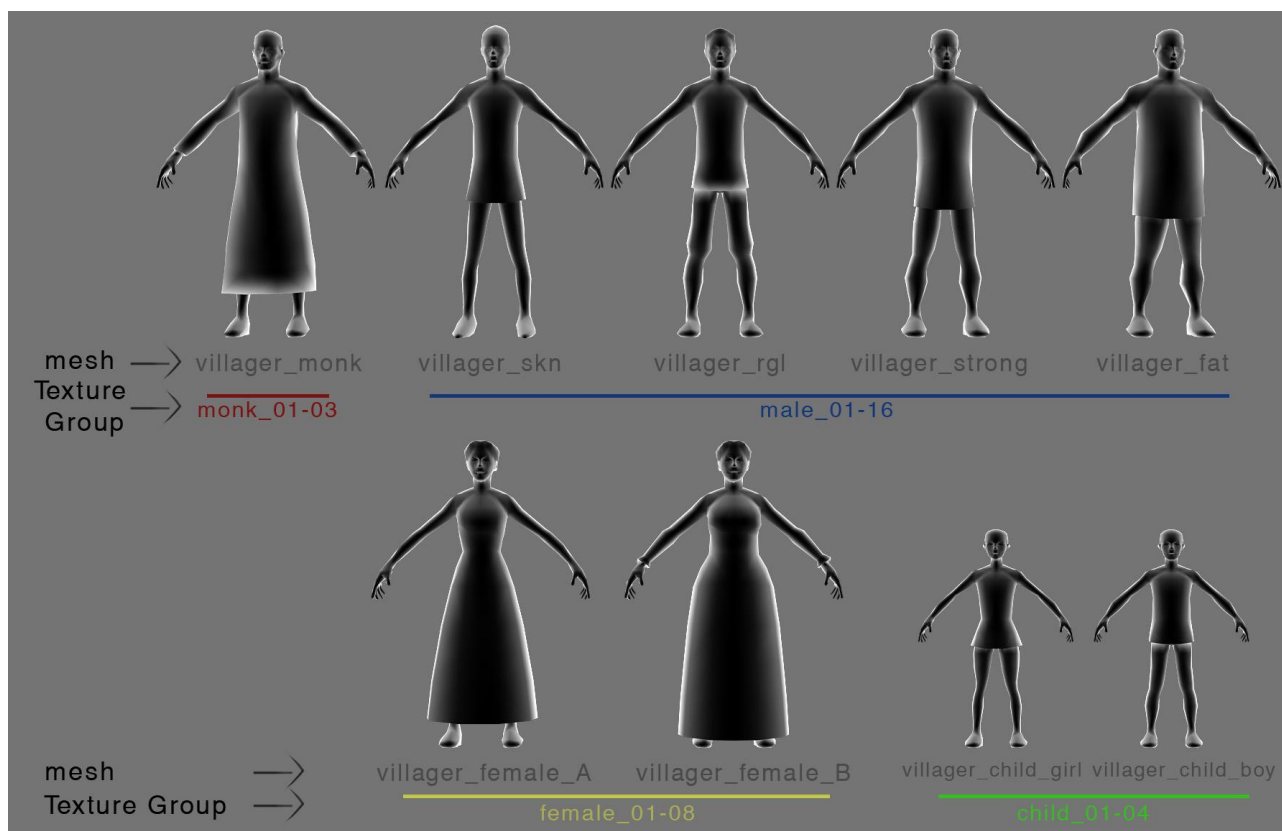 mesh villager_monk villager_skn villager_rgl villager_strong villager_fat
Texture
Group monk_01-03 male_01-16
mesh villager_female_A villager_female_B villager_child_girl villager_child_boy
Texture Group female_01-08 child_01-04